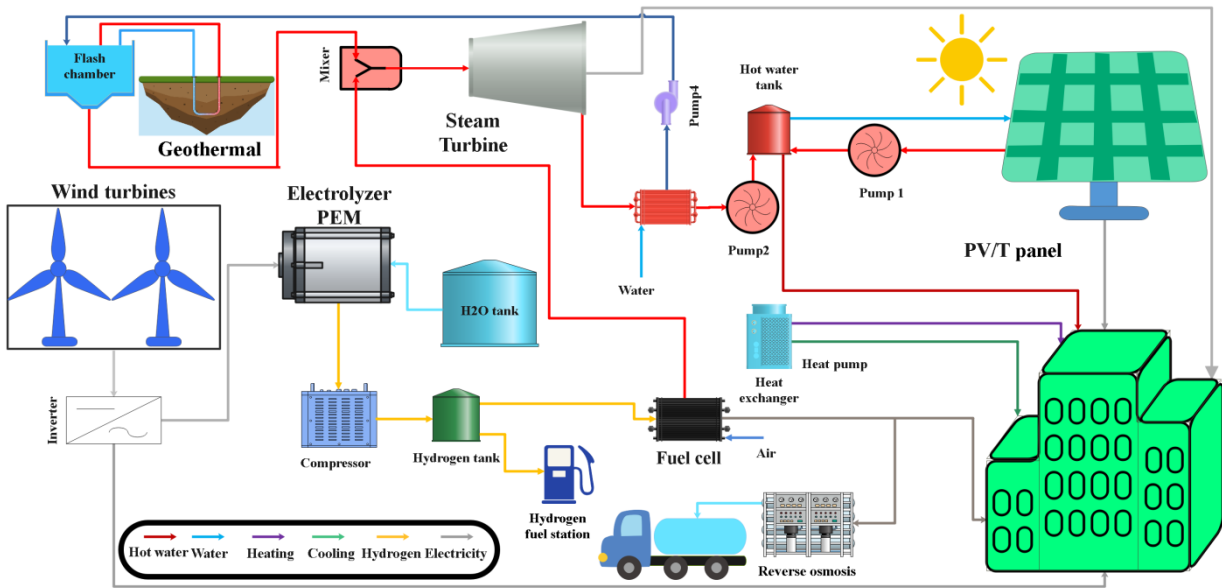 Flash
chamber
Geothermal
Mixer
Steam
Turbine
Pump4
Hot water
tank
Pump 1
Pump2
PV/T panel
Water
Wind turbines
Electrolyzer
PEM
H2O tank
Inverter
Compressor
Hydrogen tank
Fuel cell
Air
Heat pump
Heat
exchanger
Hydrogen
fuel station
Reverse osmosis
Hot water
Water
Heating
Cooling
Hydrogen
Electricity